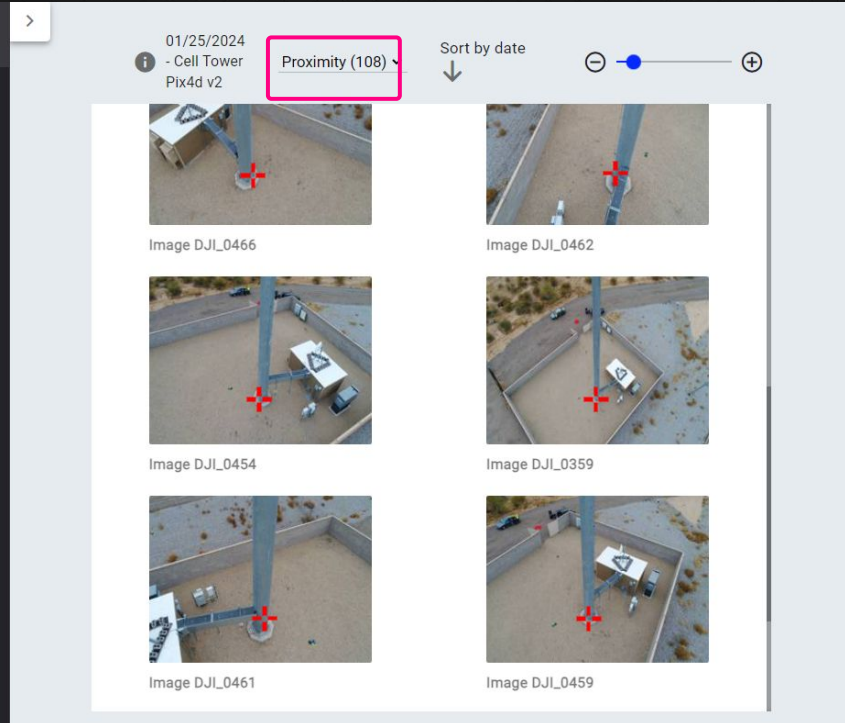 01/25/2024
- Cell Tower
Pix4d v2
Proximity (108)
Sort by date
Image DJI_0466
Image DJI_0462
Image DJI_0454
Image DJI_0359
Image DJI_0461
Image DJI_0459